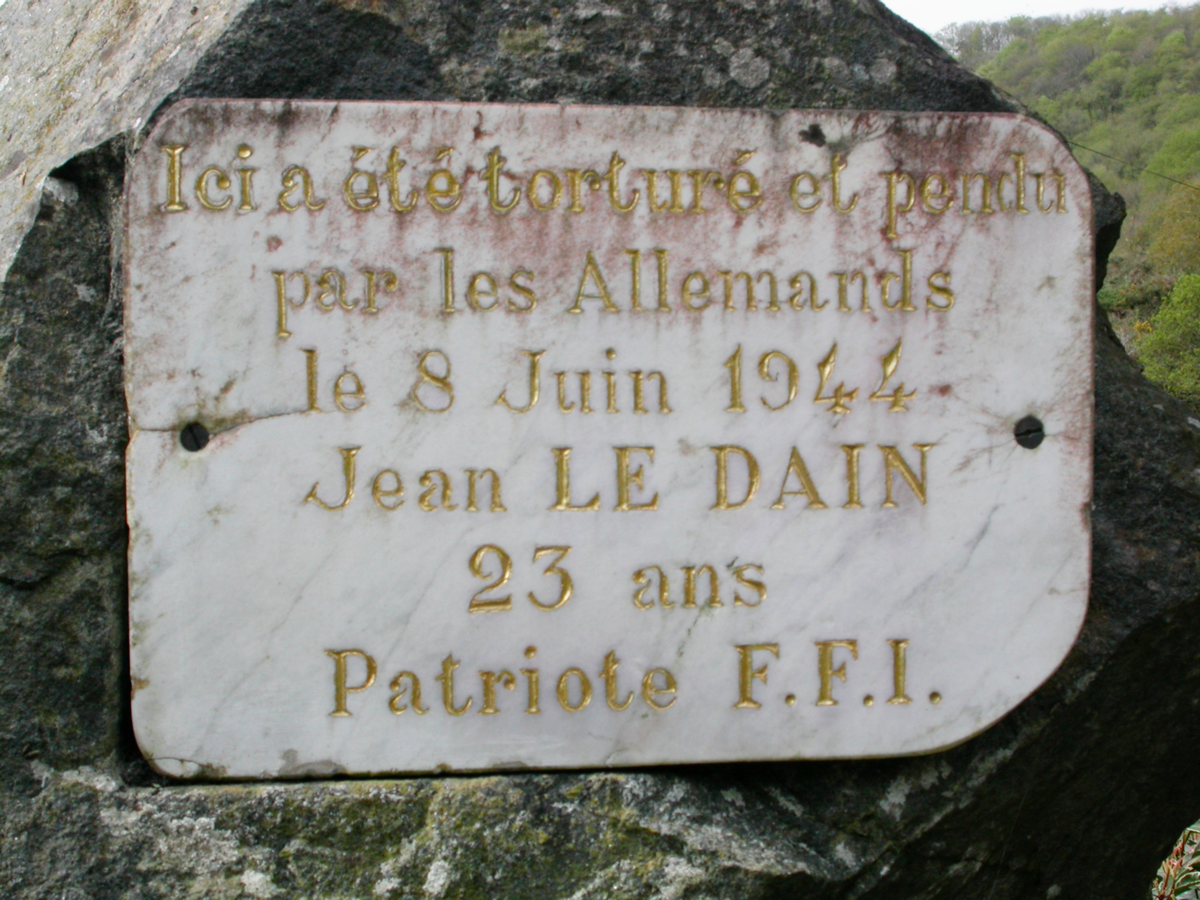 Ici a été torturé et pendu
par les Allemands
le 8 Juin 1944
Jean LE DAIN
23 ans
Patriote F.F.I.